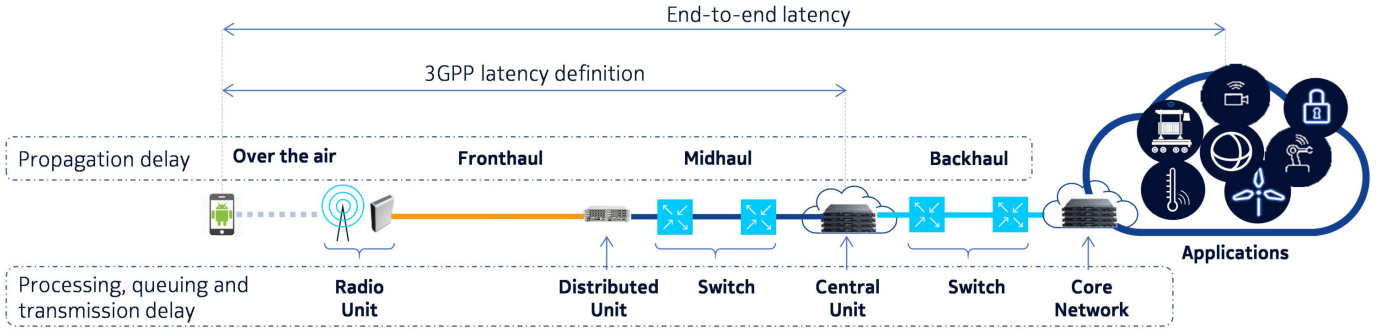 End-to-end latency
3GPP latency definition
Propagation delay
Over the air
Fronthaul
Midhaul
Backhaul
Applications
Processing, queuing and
transmission delay
Radio
Unit
Distributed
Unit
Switch
Central
Unit
Switch
Core
Network